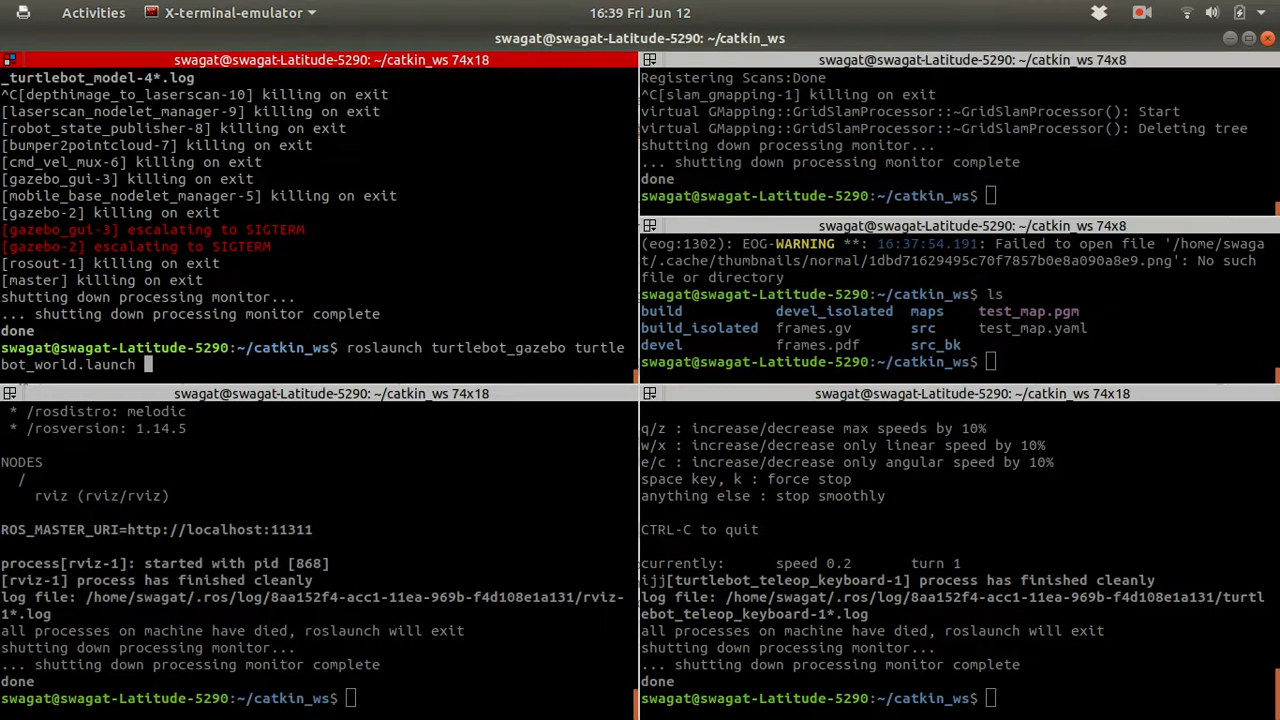 Activities
X-terminal-emulator
16:39 Fri Jun 12
swagat@swagat-Latitude-5290: ~/catkin_ws
swagat@swagat-Latitude-5290: ~/catkin_ws 74x18
_turtlebot_model-4*.log
^C[depthimage_to_laserscan-10] killing on exit
[laserscan_nodelet_manager-9] killing on exit
[robot_state_publisher-8] killing on exit
[bumper2pointcloud-7] killing on exit
[cmd_vel_mux-6] killing on exit
[gazebo_gui-3] killing on exit
[mobile_base_nodelet_manager-5] killing on exit
[gazebo-2] killing on exit
[gazebo_gui-3] escalating to SIGTERM
[gazebo-2] escalating to SIGTERM
[rosout-1] killing on exit
[master] killing on exit
shutting down processing monitor...
... shutting down processing monitor complete
done
swagat@swagat-Latitude-5290:~/catkin_ws$ roslaunch turtlebot_gazebo turtle
bot_world.launch
swagat@swagat-Latitude-5290: ~/catkin_ws 74x8
Registering Scans:Done
^C[slam_gmapping-1] killing on exit
virtual GMapping::GridSlamProcessor::~GridSlamProcessor(): Start
virtual GMapping::GridSlamProcessor::~GridSlamProcessor(): Deleting tree
shutting down processing monitor...
... shutting down processing monitor complete
done
swagat@swagat-Latitude-5290:~/catkin_ws$
swagat@swagat-Latitude-5290: ~/catkin_ws 74x8
(eog:1302): EOG-WARNING **: 16:37:54.191: Failed to open file '/home/swaga
t/.cache/thumbnails/normal/1dbd71629495c70f7857b0e8a090a8e9.png': No such
file or directory
swagat@swagat-Latitude-5290:~/catkin_ws$ ls
build devel_isolated maps test_map.pgm
build_isolated frames.gv src test_map.yaml
devel frames.pdf src_bk
swagat@swagat-Latitude-5290:~/catkin_ws$
swagat@swagat-Latitude-5290: ~/catkin_ws 74x18
* /rosdistro: melodic
* /rosversion: 1.14.5
NODES
/
rviz (rviz/rviz)
ROS_MASTER_URI=http://localhost:11311
process[rviz-1]: started with pid [868]
[rviz-1] process has finished cleanly
log file: /home/swagat/.ros/log/8aa152f4-acc1-11ea-969b-f4d108e1a131/rviz-
1*.log
all processes on machine have died, roslaunch will exit
shutting down processing monitor...
... shutting down processing monitor complete
done
swagat@swagat-Latitude-5290:~/catkin_ws$
swagat@swagat-Latitude-5290: ~/catkin_ws 74x18
q/z : increase/decrease max speeds by 10%
w/x : increase/decrease only linear speed by 10%
e/c : increase/decrease only angular speed by 10%
space key, k : force stop
anything else : stop smoothly
CTRL-C to quit
currently: speed 0.2 turn 1
ijj[turtlebot_teleop_keyboard-1] process has finished cleanly
log file: /home/swagat/.ros/log/8aa152f4-acc1-11ea-969b-f4d108e1a131/turtl
ebot_teleop_keyboard-1*.log
all processes on machine have died, roslaunch will exit
shutting down processing monitor...
... shutting down processing monitor complete
done
swagat@swagat-Latitude-5290:~/catkin_ws$